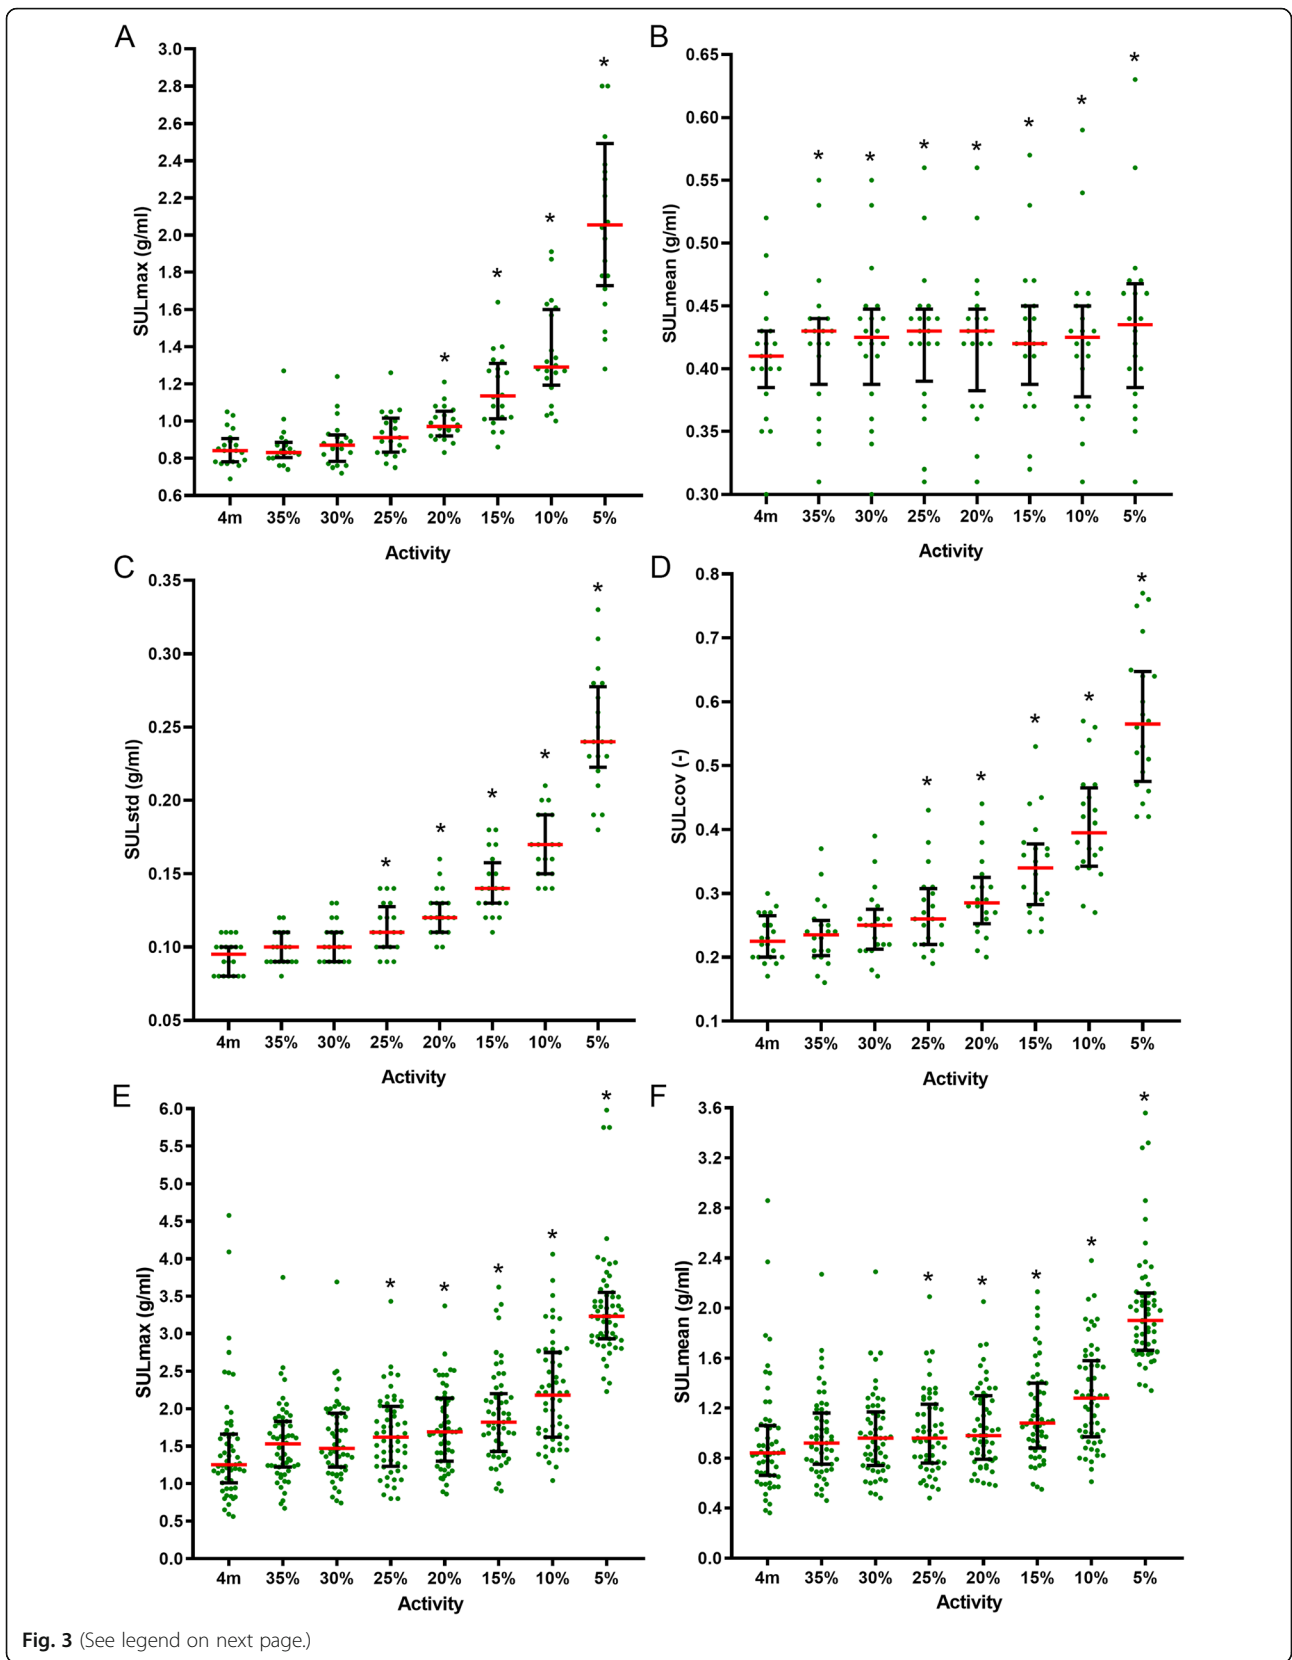 A
SULmax (g/ml)
3.0
2.8
2.6
2.4
2.2
2.0
1.8
1.6
1.4
1.2
1.0
0.8
0.6
* * * *
4m 35% 30% 25% 20% 15% 10% 5%
Activity
B
SULmean (g/ml)
0.65
0.60
0.55
0.50
0.45
0.40
0.35
0.30
* * * * * * *
4m 35% 30% 25% 20% 15% 10% 5%
Activity
C
SULstd (g/ml)
0.35
0.30
0.25
0.20
0.15
0.10
0.05
* * * * *
4m 35% 30% 25% 20% 15% 10% 5%
Activity
D
SULcov (-)
0.8
0.7
0.6
0.5
0.4
0.3
0.2
0.1
* * * * *
4m 35% 30% 25% 20% 15% 10% 5%
Activity
E
SULmax (g/ml)
6.0
5.5
5.0
4.5
4.0
3.5
3.0
2.5
2.0
1.5
1.0
0.5
0.0
* * * * *
4m 35% 30% 25% 20% 15% 10% 5%
Activity
F
SULmean (g/ml)
3.6
3.2
2.8
2.4
2.0
1.6
1.2
0.8
0.4
0.0
* * * * *
4m 35% 30% 25% 20% 15% 10% 5%
Activity
Fig. 3 (See legend on next page.)